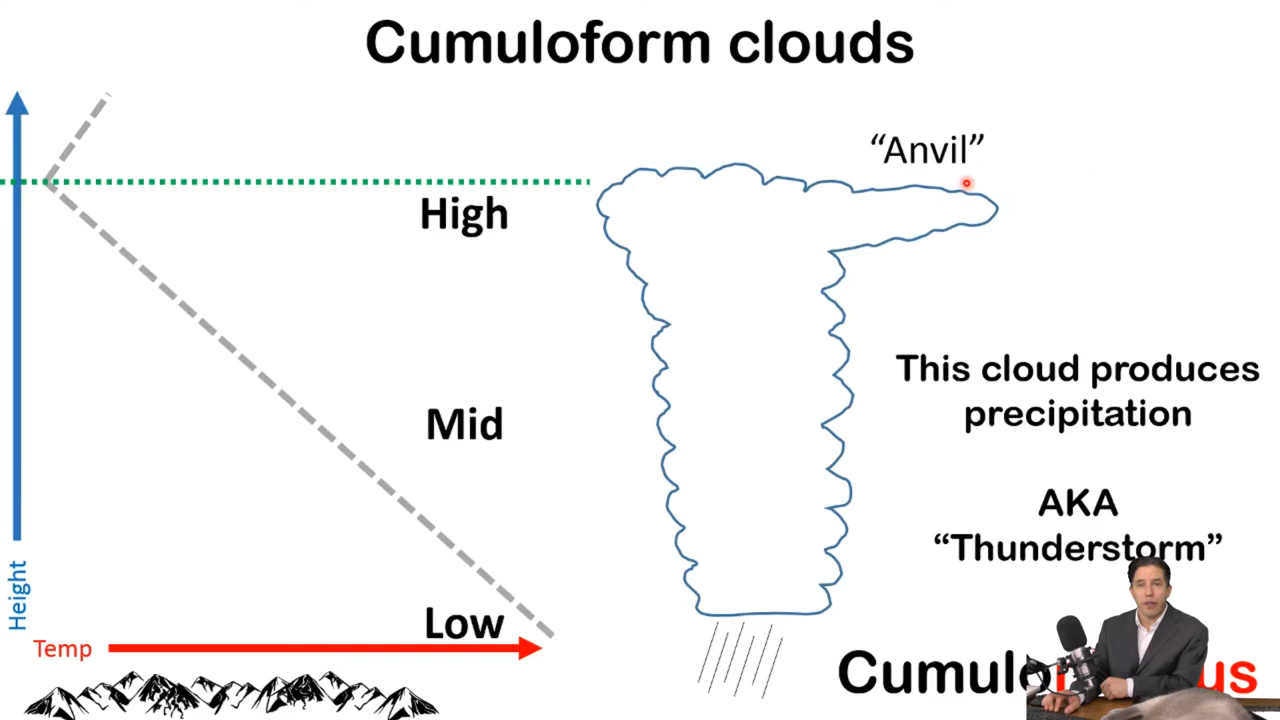 Cumuloform clouds
“Anvil”
High
This cloud produces
precipitation
Mid
AKA
“Thunderstorm”
Height
Low
Temp